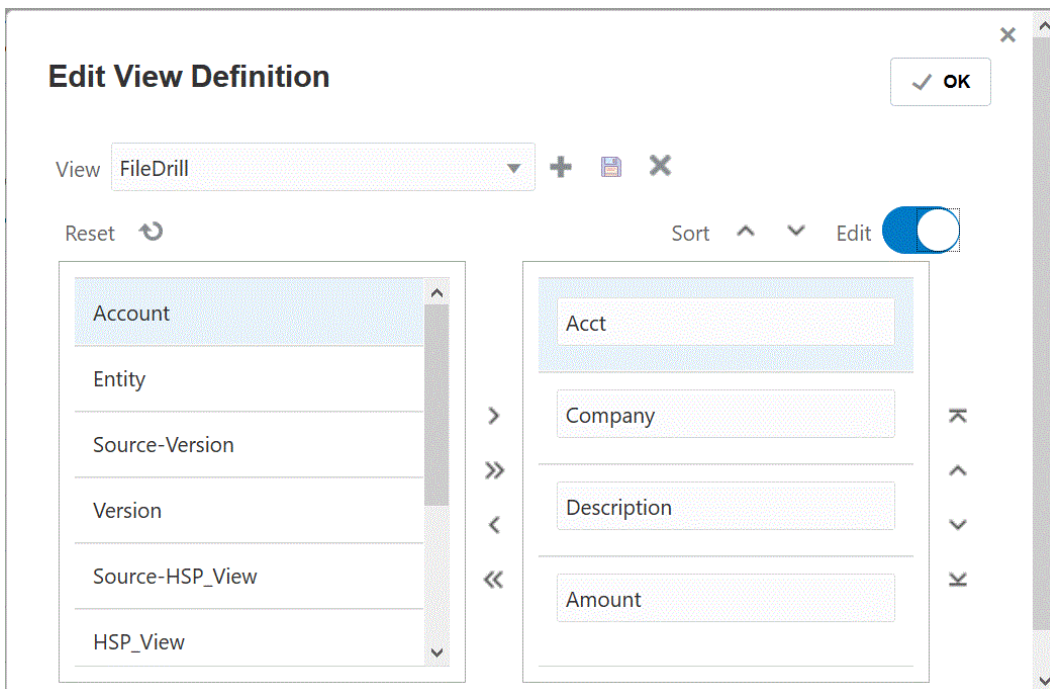 Edit View Definition
OK
View FileDrill
Reset Sort Edit
Account
Entity
Source-Version
Version
Source-HSP_View
HSP_View
Acct
Company
Description
Amount